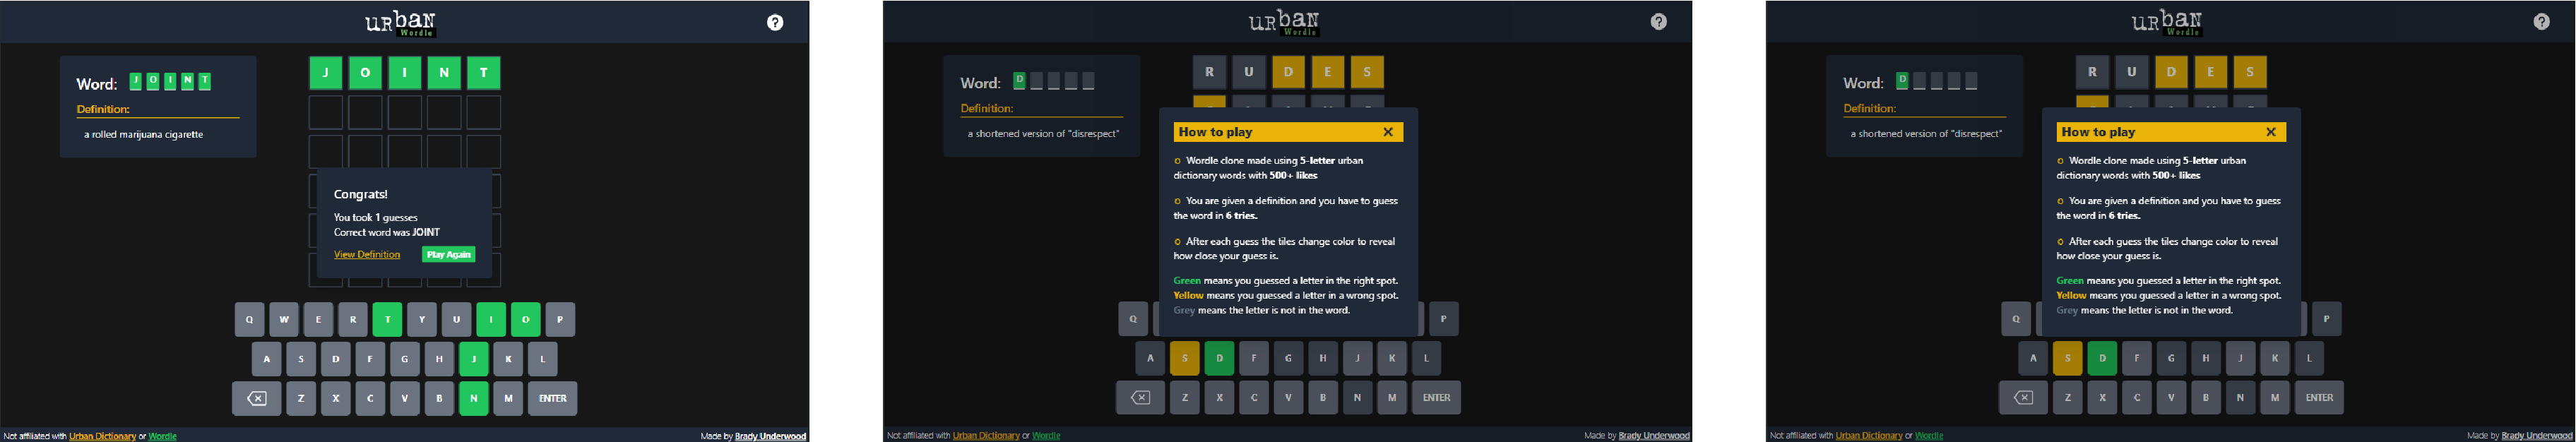 urban
Wordle
?
Word: J O I N T
Definition:
a rolled marijuana cigarette
J O I N T
Congrats!
You took 1 guesses
Correct word was JOINT
View Definition Play Again
Q W E R T Y U I O P
A S D F G H J K L
Z X C V B N M ENTER
Not affiliated with Urban Dictionary or Wordle
Made by Brady Underwood
urban
Wordle
?
Word: D
Definition:
a shortened version of "disrespect"
R U D E S
How to play
Wordle clone made using 5-letter urban
dictionary words with 500+ likes
You are given a definition and you have to guess
the word in 6 tries.
After each guess the tiles change color to reveal
how close your guess is.
Green means you guessed a letter in the right spot.
Yellow means you guessed a letter in a wrong spot.
Grey means the letter is not in the word.
Q P
A S D F G H J K L
Z X C V B N M ENTER
Not affiliated with Urban Dictionary or Wordle
Made by Brady Underwood
urban
Wordle
?
Word: D
Definition:
a shortened version of "disrespect"
R U D E S
How to play
Wordle clone made using 5-letter urban
dictionary words with 500+ likes
You are given a definition and you have to guess
the word in 6 tries.
After each guess the tiles change color to reveal
how close your guess is.
Green means you guessed a letter in the right spot.
Yellow means you guessed a letter in a wrong spot.
Grey means the letter is not in the word.
Q P
A S D F G H J K L
Z X C V B N M ENTER
Not affiliated with Urban Dictionary or Wordle
Made by Brady Underwood